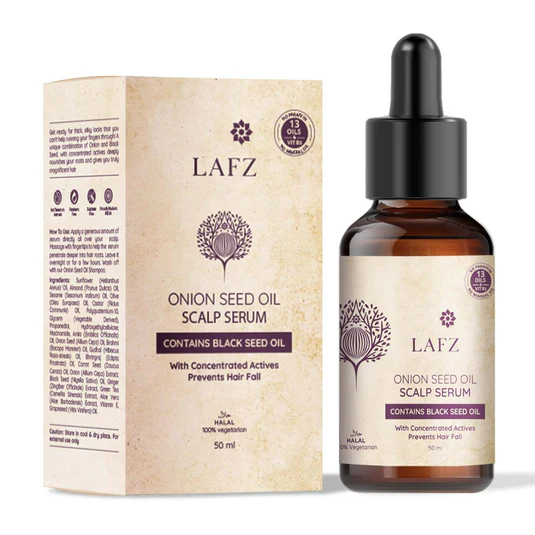 Get ready for thick, silky locks that you
can't help running your fingers through! A
unique combination of Onion and Black
Seed, with concentrated actives deeply
nourishes your roots and gives you truly
magnificent hair
How To Use: Apply a generous amount of
serum directly all over your scalp.
Massage with fingertips to help the serum
penetrate deeper into hair roots. Leave it
overnight or for a few hours. Wash off
with our Onion Seed Oil Shampoo.
Ingredients: Sunflower (Helianthus
Annus) Oil, Almond (Prunus Dulcis) Oil,
Sesame (Sesamum Indicum) Oil, Olive
(Olea Europaea) Oil, Castor (Ricinus
Communis) Oil, Polyquaternium10,
Glycerin (Vegetable Derived),
Propanediol, Hydroxyethylcellulose,
Niacinamide, Amla (Emblica Officinalis)
Oil, Onion Seed (Allium Cepa) Oil, Brahmi
(Bacopa Monnieri) Oil, Gudhal (Hibiscus
Rosa-sinensis) Oil, Bhringraj (Eclipta
Prostrata) Oil, Carrot Seed (Daucus
Carota) Oil, Onion (Allium Cepa) Extract,
Black Seed (Nigella Sativa) Oil, Ginger
(Zingiber Officinale) Extract, Green Tea
(Camellia Sinensis) Extract, Aloe Vera
(Aloe Barbadensis) Extract, Vitamin E,
Grapeseed (Vitis Vinifera) Oil.
Caution: Store in cool & dry place. For
external use only
13
OILS
&
VIT B3
LAFZ
ONION SEED OIL
SCALP SERUM
CONTAINS BLACK SEED OIL
With Concentrated Actives
Prevents Hair Fall
حلال
HALAL
100% vegetarian
50 ml
13
OILS
&
VIT B3
LAFZ
ONION SEED OIL
SCALP SERUM
CONTAINS BLACK SEED OIL
With Concentrated Actives
Prevents Hair Fall
حلال
HALAL
% Vegetarian
50 ml